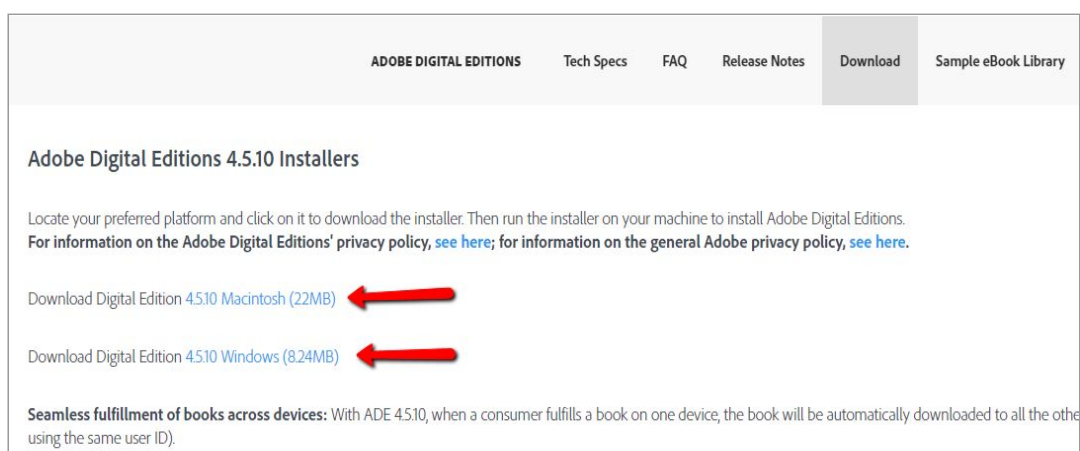 ADOBE DIGITAL EDITIONS Tech Specs FAQ Release Notes Download Sample eBook Library
Adobe Digital Editions 4.5.10 Installers
Locate your preferred platform and click on it to download the installer. Then run the installer on your machine to install Adobe Digital Editions.
For information on the Adobe Digital Editions' privacy policy, see here; for information on the general Adobe privacy policy, see here.
Download Digital Edition 4.5.10 Macintosh (22MB)
Download Digital Edition 4.5.10 Windows (8.24MB)
Seamless fulfillment of books across devices: With ADE 4.5.10, when a consumer fulfills a book on one device, the book will be automatically downloaded to all the othe
using the same user ID).